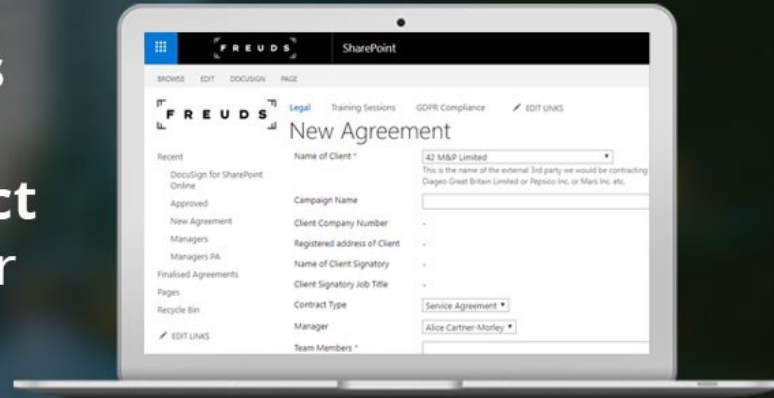 s
ct
r
FREUDS SharePoint
BROWSE EDIT DOCUSIGN PAGE
FREUDS
Legal Training Sessions GDPR Compliance EDIT LINKS
New Agreement
Recent
DocuSign for SharePoint
Online
Approved
New Agreement
Managers
Managers PA
Finalised Agreements
Pages
Recycle Bin
EDIT LINKS
Name of Client * 42 M&P Limited
This is the name of the external 3rd party we would be contracting
Diageo Great Britain Limited or Pepsico Inc. or Mars Inc. etc.
Campaign Name
Client Company Number -
Registered address of Client -
Name of Client Signatory -
Client Signatory Job Title -
Contract Type Service Agreement
Manager Alice Cartner-Morley
Team Members *